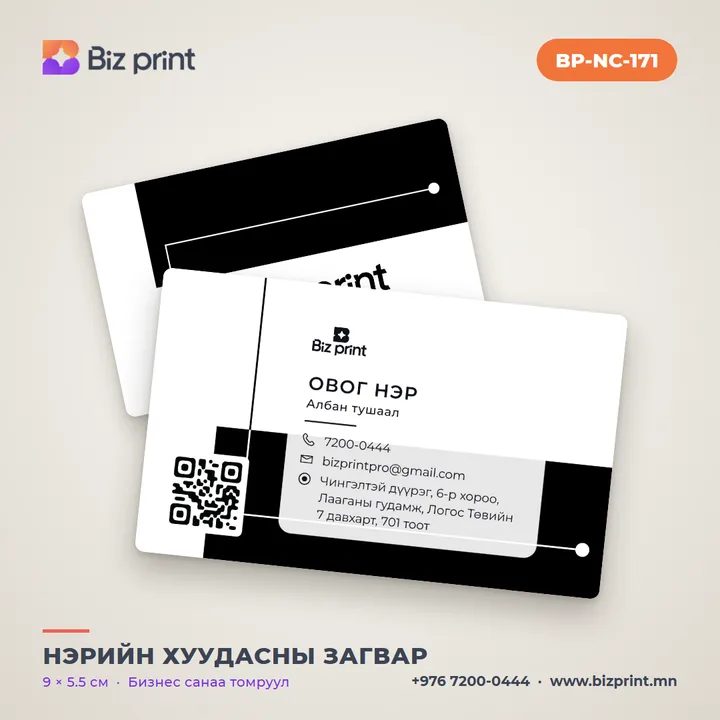 Biz print
BP-NC-171
print
Biz print
ОВОГ НЭР
Албан тушаал
7200-0444
bizprintpro@gmail.com
Чингэлтэй дүүрэг, 6-р хороо,
Лааганы гудамж, Логос Төвийн
7 давхарт, 701 тоот
НЭРИЙН ХУУДАСНЫ ЗАГВАР
9 × 5.5 см · Бизнес санаа томруул
+976 7200-0444 · www.bizprint.mn